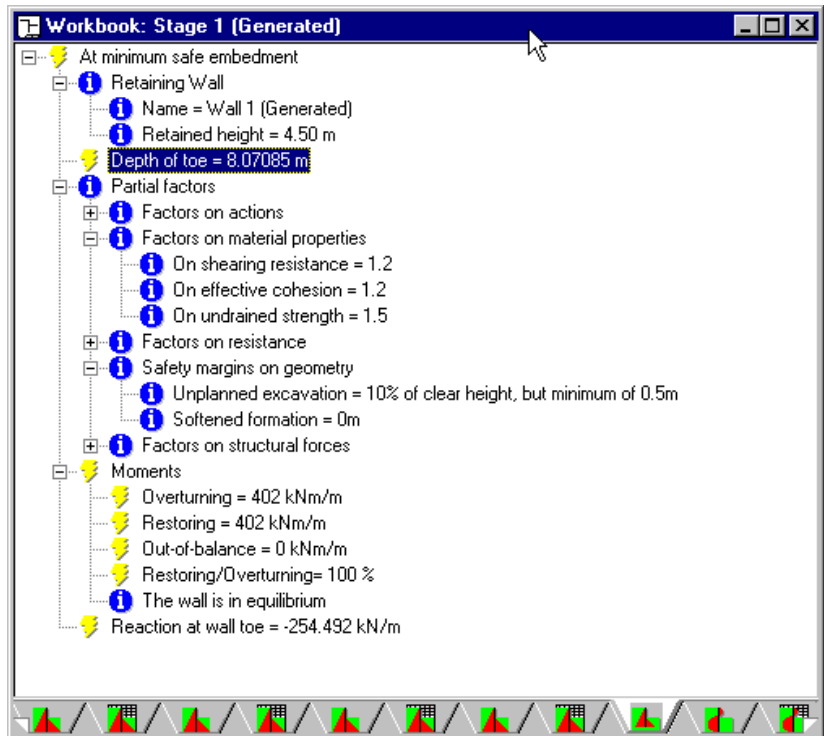 Workbook: Stage 1 (Generated)
At minimum safe embedment
Retaining Wall
Name = Wall 1 (Generated)
Retained height = 4.50 m
Depth of toe = 8.07085 m
Partial factors
Factors on actions
Factors on material properties
On shearing resistance = 1.2
On effective cohesion = 1.2
On undrained strength = 1.5
Factors on resistance
Safety margins on geometry
Unplanned excavation = 10% of clear height, but minimum of 0.5m
Softened formation = 0m
Factors on structural forces
Moments
Overturning = 402 kNm/m
Restoring = 402 kNm/m
Out-of-balance = 0 kNm/m
Restoring/Overturning= 100 %
The wall is in equilibrium
Reaction at wall toe = -254.492 kN/m